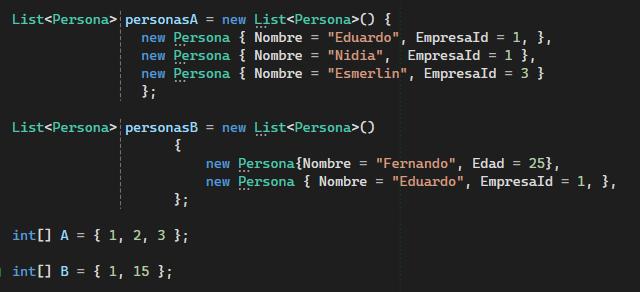 List<Persona> personasA = new List<Persona>() {
new Persona { Nombre = "Eduardo", EmpresaId = 1, },
new Persona { Nombre = "Nidia",  EmpresaId = 1 },
new Persona { Nombre = "Esmerlin", EmpresaId = 3 }
};
List<Persona> personasB = new List<Persona>()
{
new Persona{Nombre = "Fernando", Edad = 25},
new Persona { Nombre = "Eduardo", EmpresaId = 1, },
};
int[] A = { 1, 2, 3 };
int[] B = { 1, 15 };